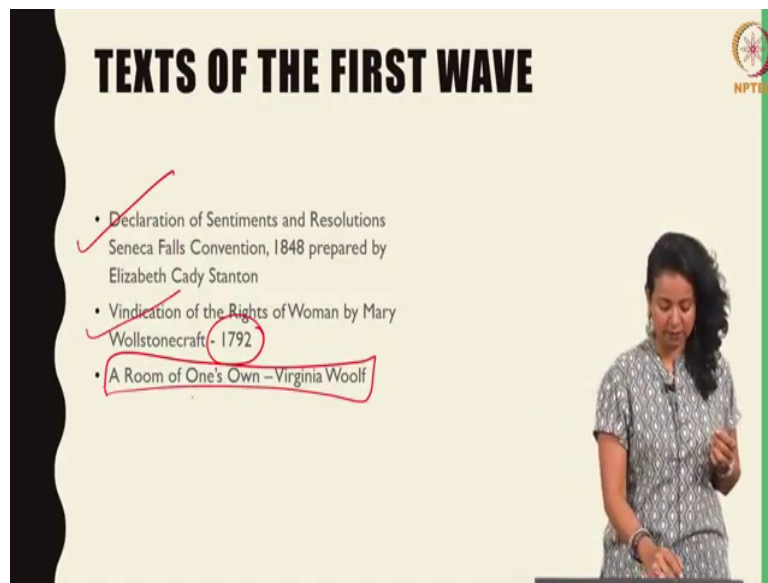 TEXTS OF THE FIRST WAVE
NPTE
• Declaration of Sentiments and Resolutions
Seneca Falls Convention, 1848 prepared by
Elizabeth Cady Stanton
• Vindication of the Rights of Woman by Mary
Wollstonecraft - 1792
• A Room of One's Own – Virginia Woolf